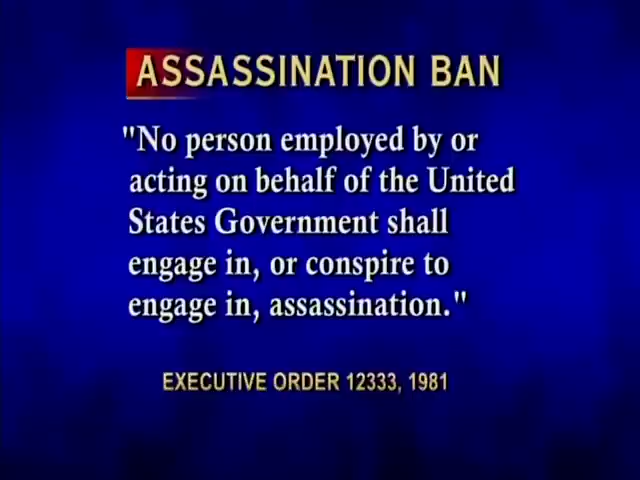 ASSASSINATION BAN
"No person employed by or
acting on behalf of the United
States Government shall
engage in, or conspire to
engage in, assassination."
EXECUTIVE ORDER 12333, 1981